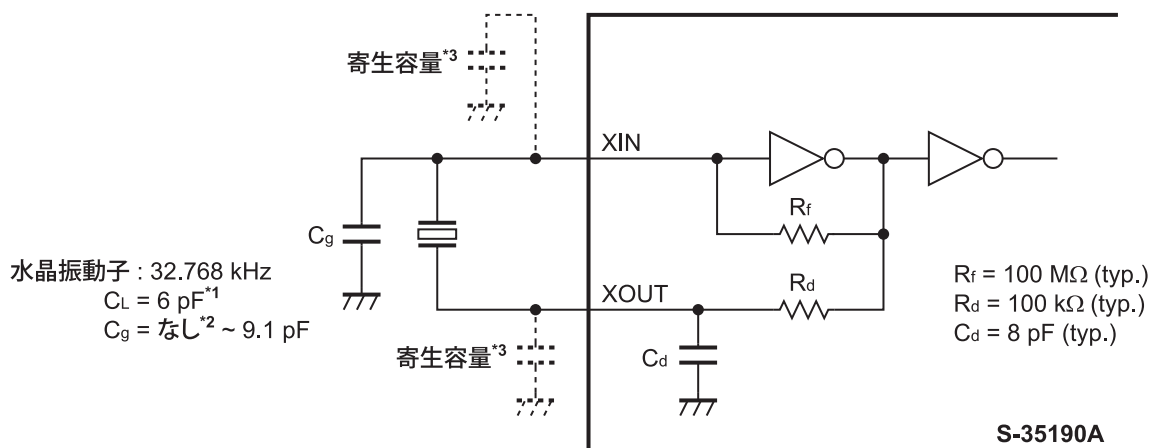 寄生容量*3
XIN
Rf
Cg
水晶振動子 : 32.768 kHz
CL = 6 pF*1
Cg = なし*2 ~ 9.1 pF
XOUT
Rd
Rf = 100 MΩ (typ.)
Rd = 100 kΩ (typ.)
Cd = 8 pF (typ.)
寄生容量*3
Cd
S-35190A